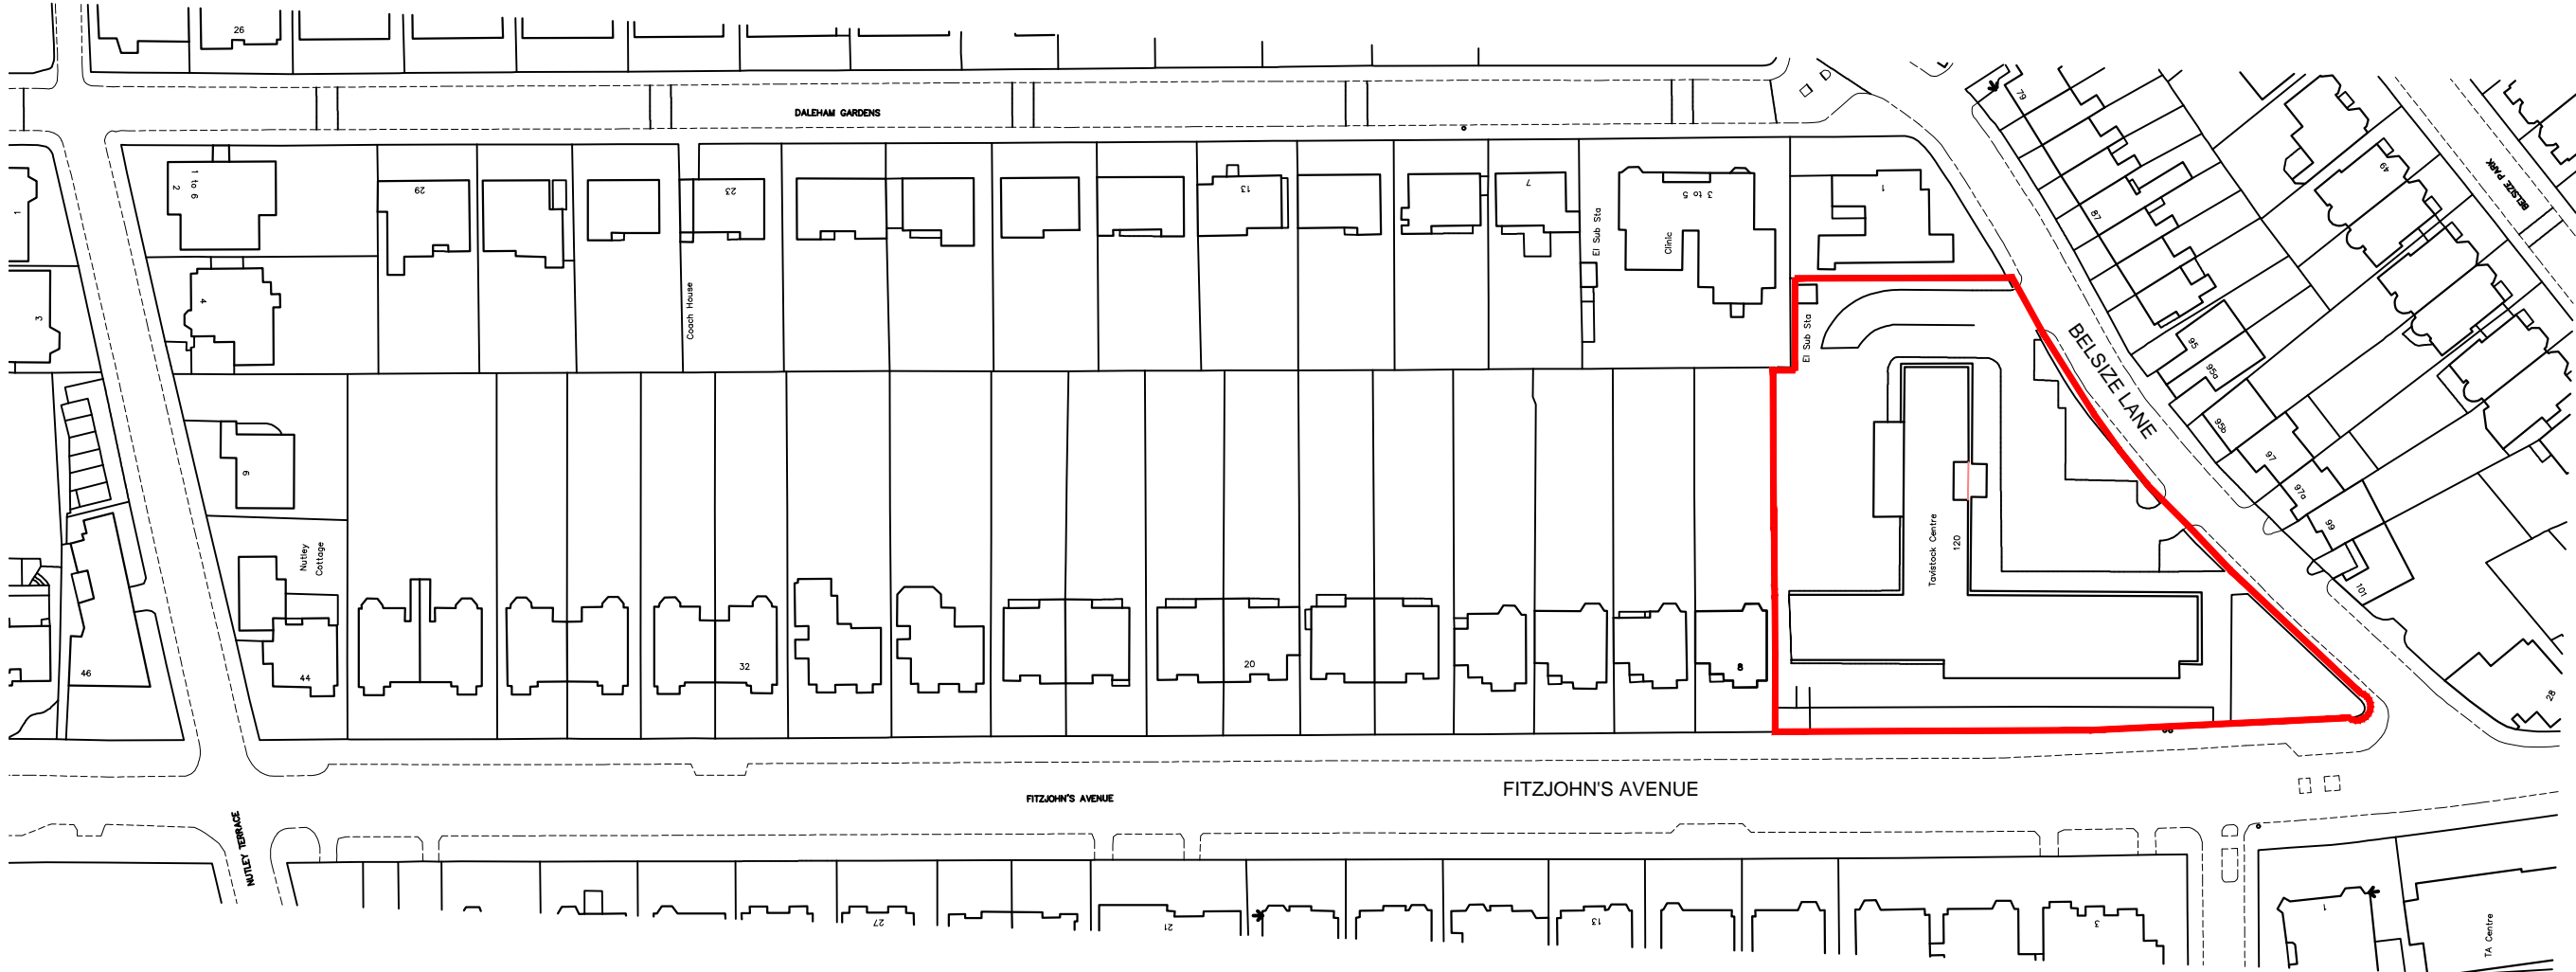 26
DALEHAM GARDENS
79
BELSIZE PARK
49
1
2
1 to 6
29
23
13
7
El Sub Sta
3 to 5
Clinic
1
87
4
3
Coach House
El Sub Sta
BELSIZE LANE
95
95a
95b
97
97a
99
101
9
Nutley
Cottage
Tavistock Centre
120
46
44
32
20
8
28
FITZJOHN'S AVENUE
FITZJOHN'S AVENUE
NUTLEY TERRACE
27
21
13
3
1
TA Centre